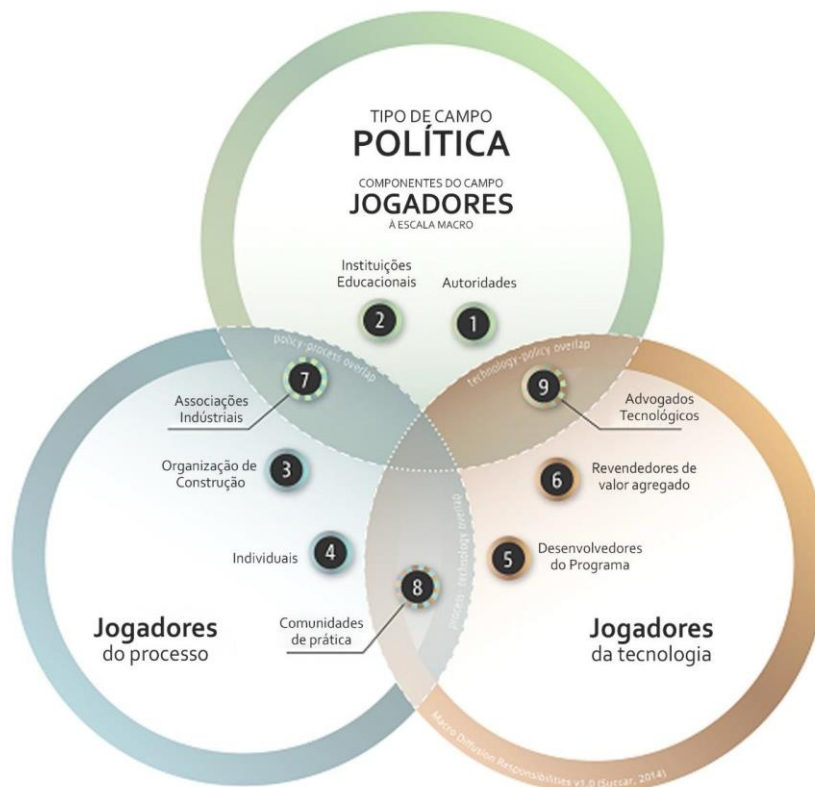 TIPO DE CAMPO
POLÍTICA
COMPONENTES DO CAMPO
JOGADORES
À ESCALA MACRO
Instituições
Educacionais
Autoridades
2
1
policy-process overlap
technology-policy overlap
7
9
Associações
Indústriais
Advogados
Tecnológicos
Organização de
Construção
3
6
Revendedores de
valor agregado
Individuais
4
5
Desenvolvedores
do Programa
process-technology overlap
8
Comunidades
de prática
Jogadores
do processo
Jogadores
da tecnologia
Macro Diffusion Responsibilities v1.0 (Succar, 2014)